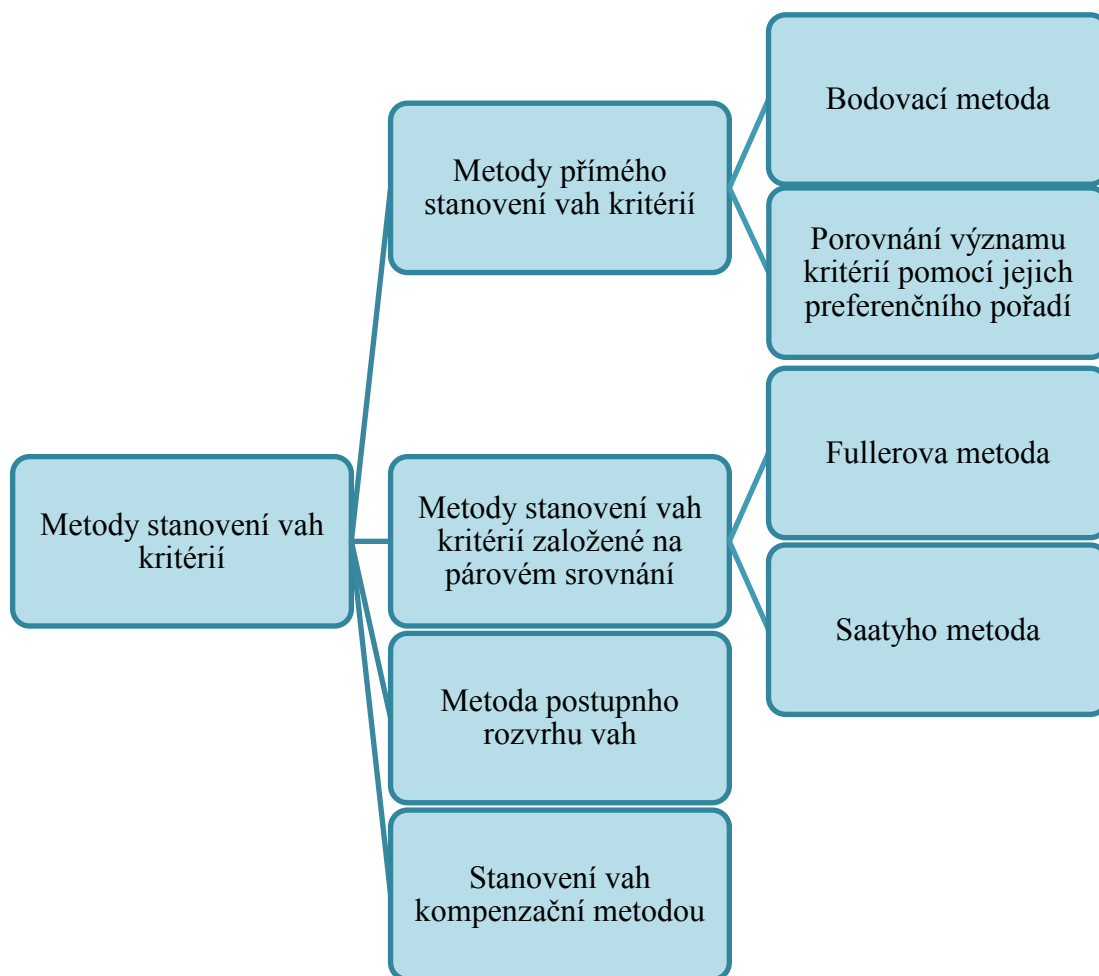 Bodovací metoda
Metody přímého
stanovení vah kritérií
Porovnání významu
kritérií pomocí jejich
preferenčního pořadí
Metody stanovení vah
kritérií
Metody stanovení vah
kritérií založené na
párovém srovnání
Fullerova metoda
Saatyho metoda
Metoda postupnho
rozvrhu vah
Stanovení vah
kompenzační metodou